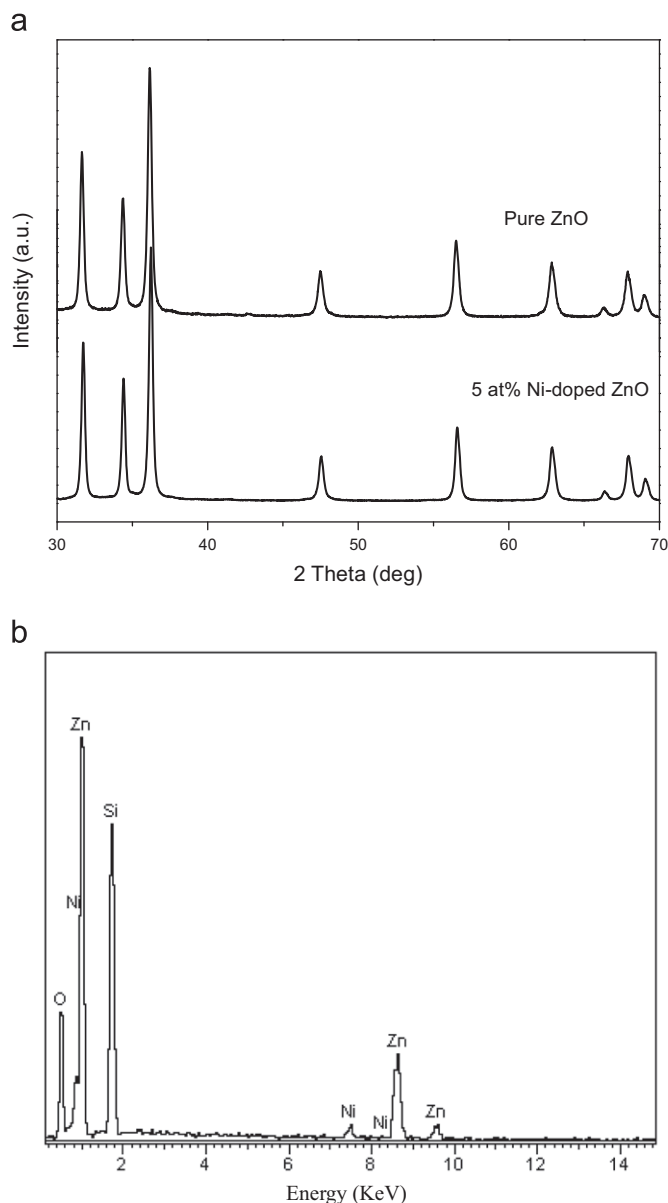 a
Intensity (a.u.)
Pure ZnO
5 at% Ni-doped ZnO
30
40
50
60
70
2 Theta (deg)
b
Zn
Si
Ni
O
Zn
Ni
Ni
Zn
2
4
6
8
10
12
14
Energy (KeV)